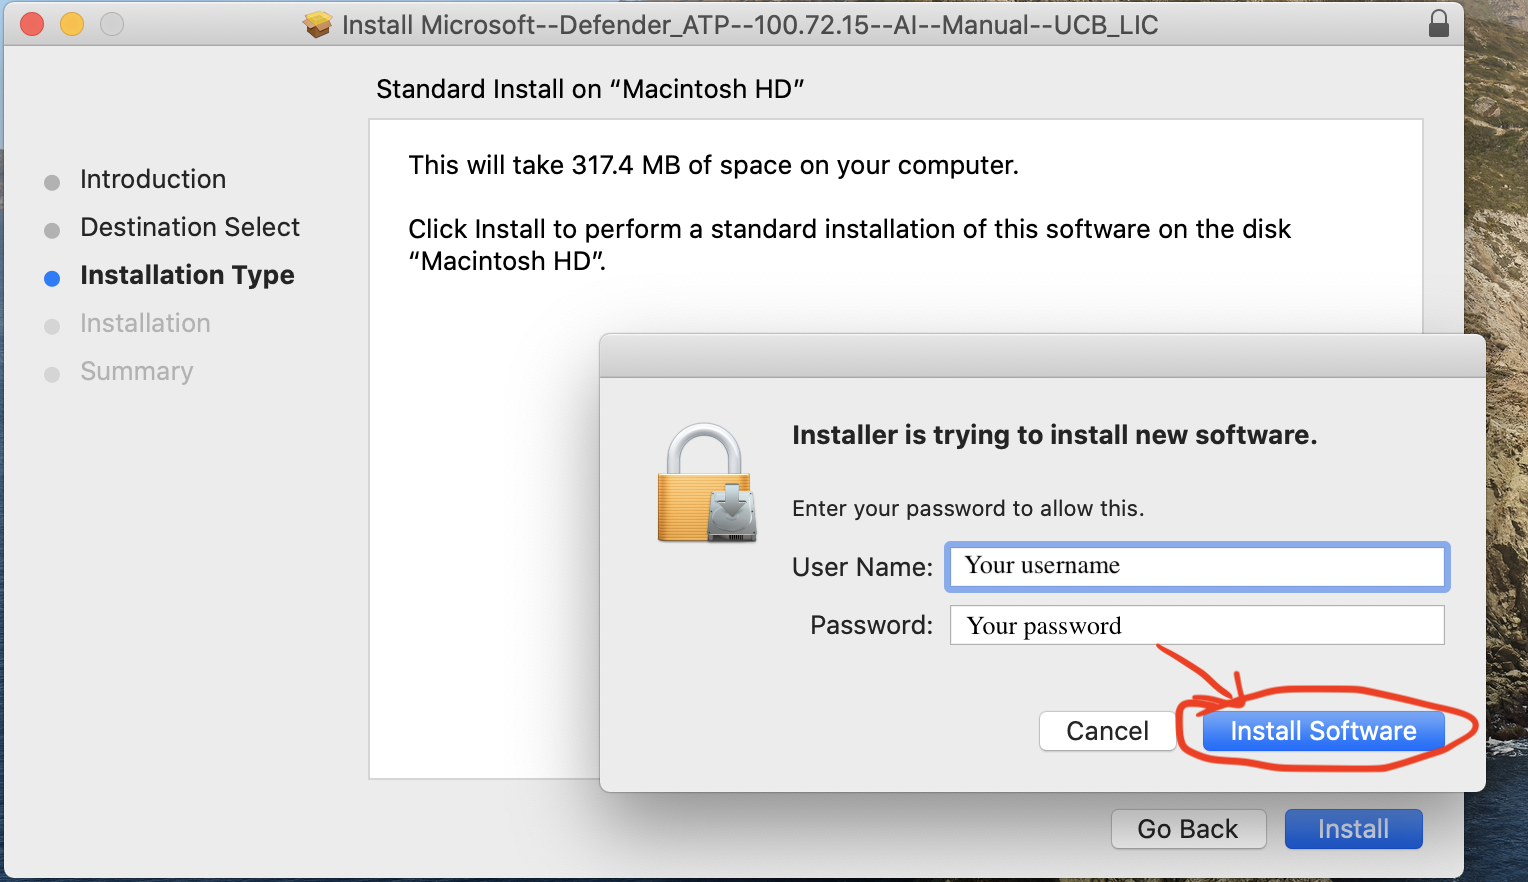 Install Microsoft--Defender_ATP--100.72.15--AI--Manual--UCB_LIC
Standard Install on “Macintosh HD”
Introduction
Destination Select
Installation Type
Installation
Summary
This will take 317.4 MB of space on your computer.
Click Install to perform a standard installation of this software on the disk
“Macintosh HD”.
Installer is trying to install new software.
Enter your password to allow this.
User Name: Your username
Password: Your password
Cancel Install Software
Go Back Install